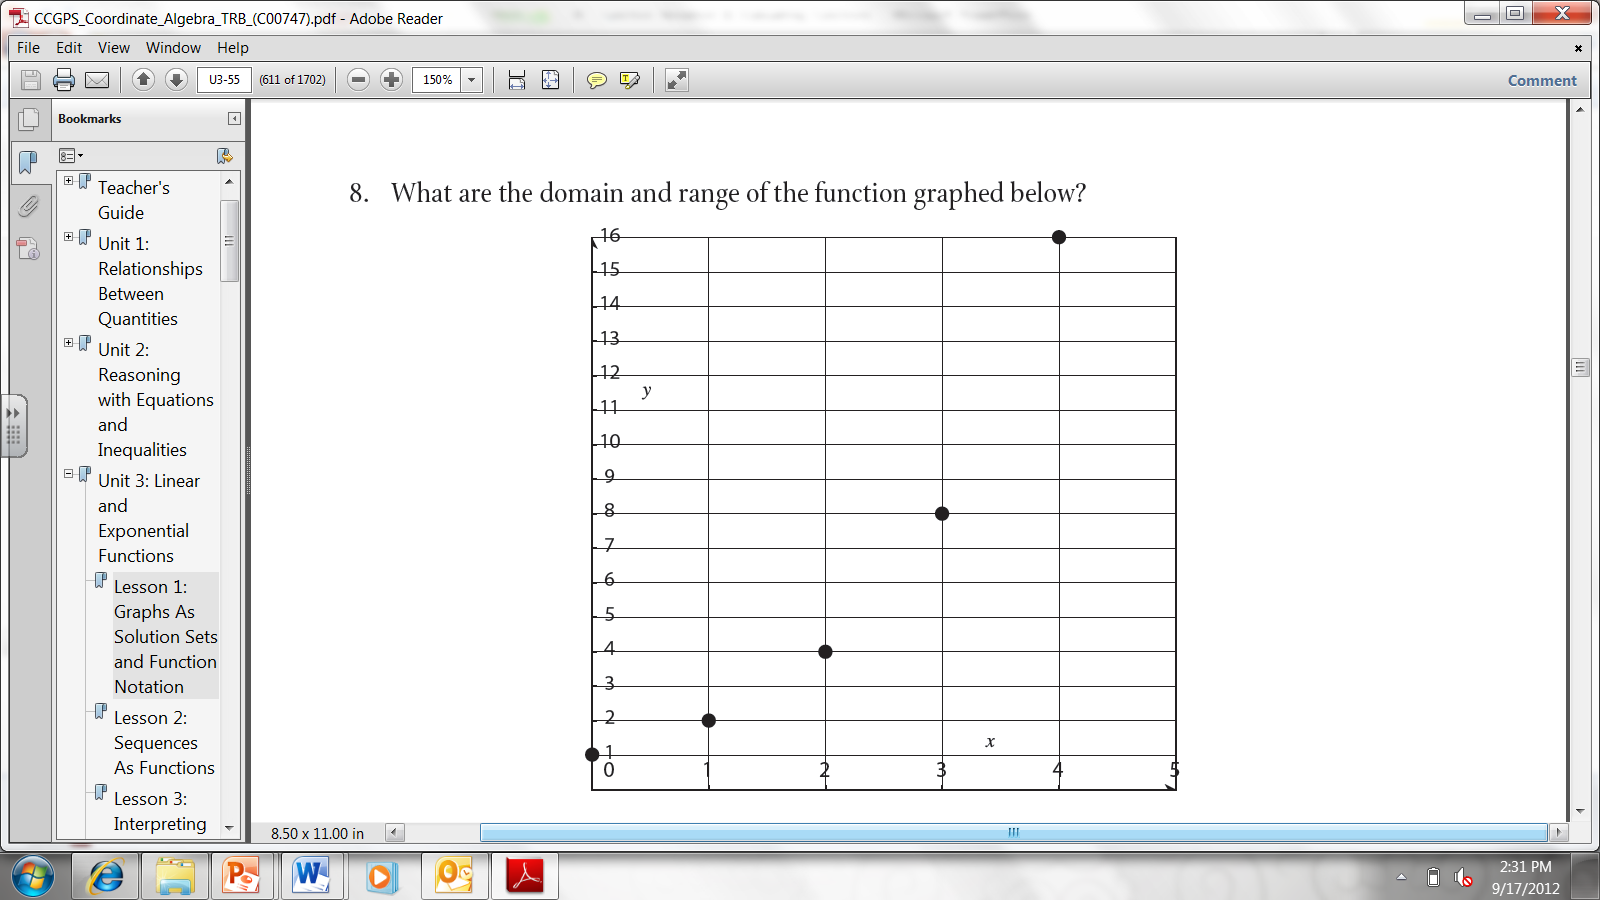 CCGPS_Coordinate_Algebra_TRB_(C00747).pdf - Adobe Reader
File Edit View Window Help
U3-55 (611 of 1702) 150% Comment
Bookmarks
Teacher's
Guide
Unit 1:
Relationships
Between
Quantities
Unit 2:
Reasoning
with Equations
and
Inequalities
Unit 3: Linear
and
Exponential
Functions
Lesson 1:
Graphs As
Solution Sets
and Function
Notation
Lesson 2:
Sequences
As Functions
Lesson 3:
Interpreting
8. What are the domain and range of the function graphed below?
16
15
14
13
12
y
11
10
9
8
7
6
5
4
3
2
x
1
0 1 2 3 4 5
8.50 x 11.00 in
2:31 PM
9/17/2012